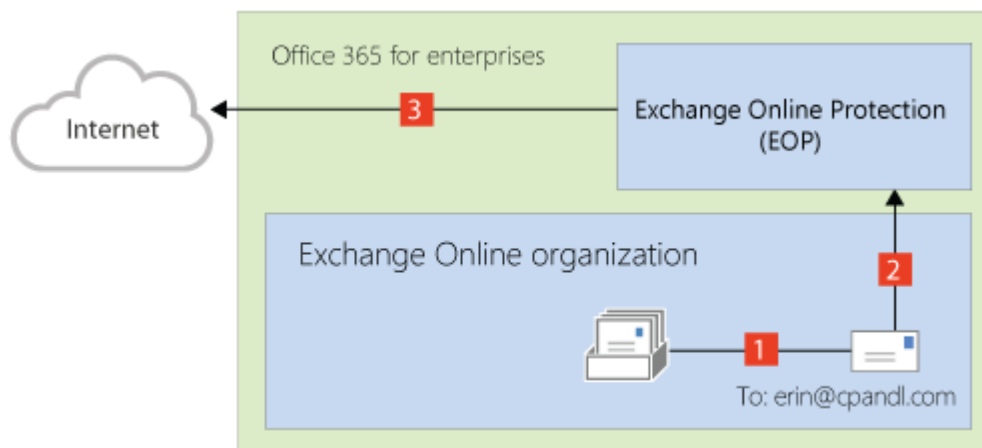 Office 365 for enterprises
Internet
3
Exchange Online Protection
(EOP)
Exchange Online organization
2
1
To: erin@cpandl.com